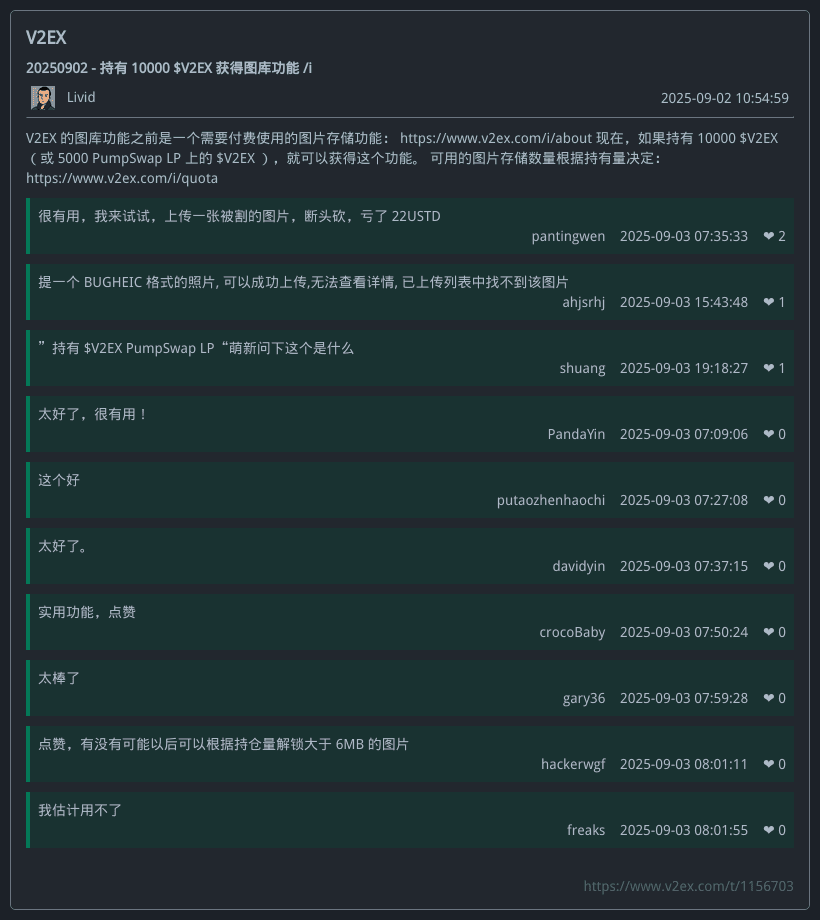 V2EX
20250902 - 持有 10000 $V2EX 获得图库功能 /i
Livid 2025-09-02 10:54:59
V2EX 的图库功能之前是一个需要付费使用的图片存储功能： https://www.v2ex.com/i/about 现在，如果持有 10000 $V2EX
（或 5000 PumpSwap LP 上的 $V2EX ），就可以获得这个功能。 可用的图片存储数量根据持有量决定：
https://www.v2ex.com/i/quota
很有用，我来试试，上传一张被割的图片，断头砍，亏了 22USTD
pantingwen 2025-09-03 07:35:33 ❤ 2
提一个 BUGHEIC 格式的照片, 可以成功上传,无法查看详情, 已上传列表中找不到该图片
ahjsrhj 2025-09-03 15:43:48 ❤ 1
”持有 $V2EX PumpSwap LP “萌新问下这个是什么
shuang 2025-09-03 19:18:27 ❤ 1
太好了，很有用！
PandaYin 2025-09-03 07:09:06 ❤ 0
这个好
putaozhenhaochi 2025-09-03 07:27:08 ❤ 0
太好了。
davidyin 2025-09-03 07:37:15 ❤ 0
实用功能，点赞
crocoBaby 2025-09-03 07:50:24 ❤ 0
太棒了
gary36 2025-09-03 07:59:28 ❤ 0
点赞，有没有可能以后可以根据持仓量解锁大于 6MB 的图片
hackerwgf 2025-09-03 08:01:11 ❤ 0
我估计用不了
freaks 2025-09-03 08:01:55 ❤ 0
https://www.v2ex.com/t/1156703